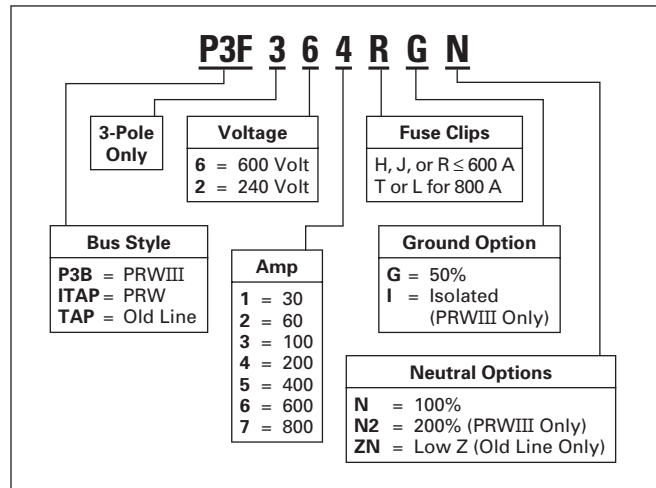 P3F 3 6 4 R G N
3-Pole
Only
Voltage
6 = 600 Volt
2 = 240 Volt
Fuse Clips
H, J, or R ≤ 600 A
T or L for 800 A
Bus Style
P3B = PRWIII
ITAP = PRW
TAP = Old Line
Amp
1 = 30
2 = 60
3 = 100
4 = 200
5 = 400
6 = 600
7 = 800
Ground Option
G = 50%
I = Isolated
(PRWIII Only)
Neutral Options
N = 100%
N2 = 200% (PRWIII Only)
ZN = Low Z (Old Line Only)